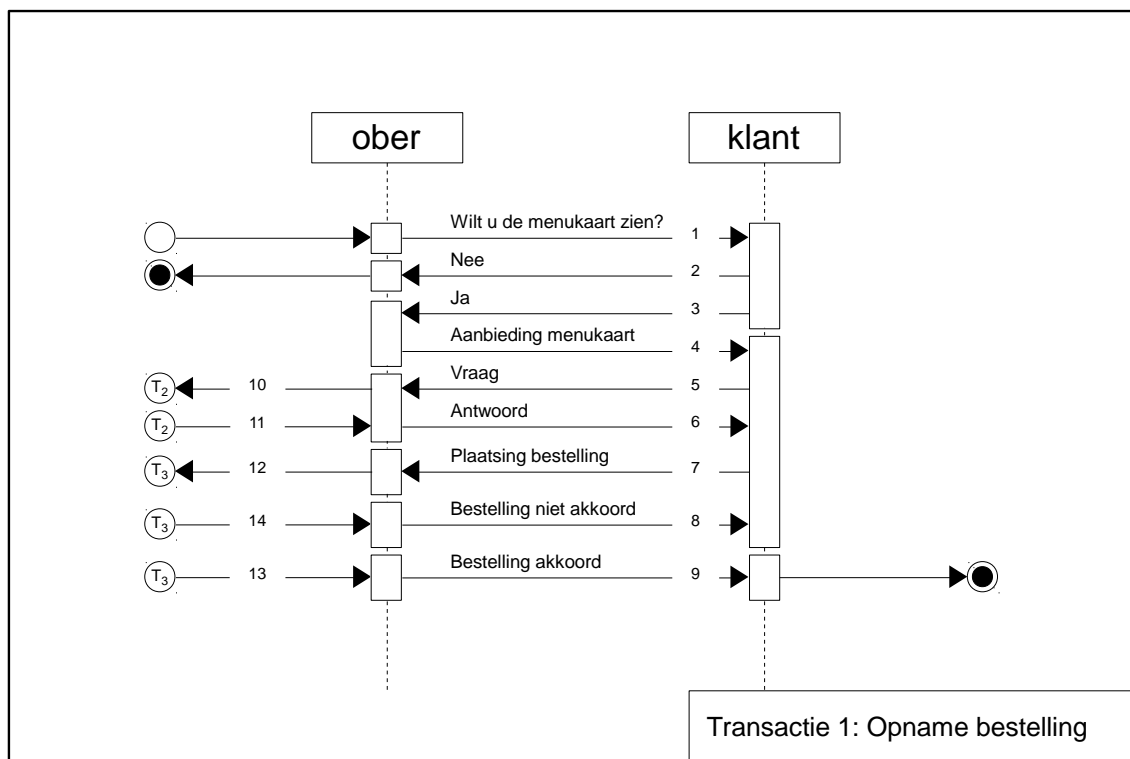 ober klant
Wilt u de menukaart zien? 1
Nee 2
Ja 3
Aanbieding menukaart 4
T2 10 Vraag 5
T2 11 Antwoord 6
T3 12 Plaatsing bestelling 7
T3 14 Bestelling niet akkoord 8
T3 13 Bestelling akkoord 9
Transactie 1: Opname bestelling